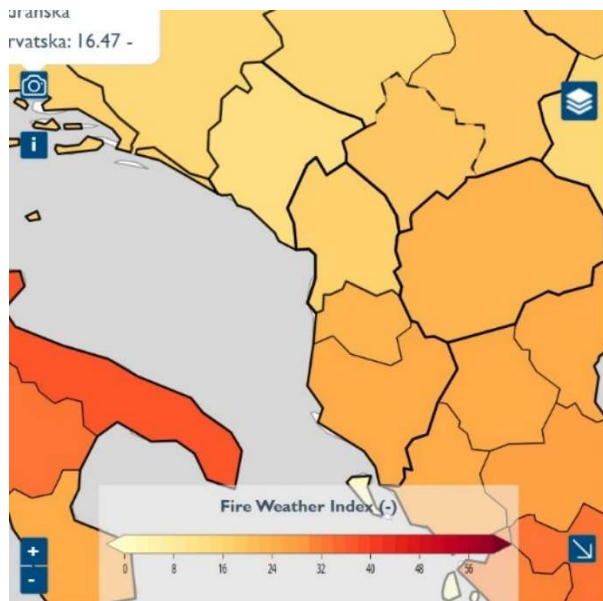 rvatska: 16.47 -
i
Fire Weather Index (-)
0 8 16 24 32 40 48 56
+
-